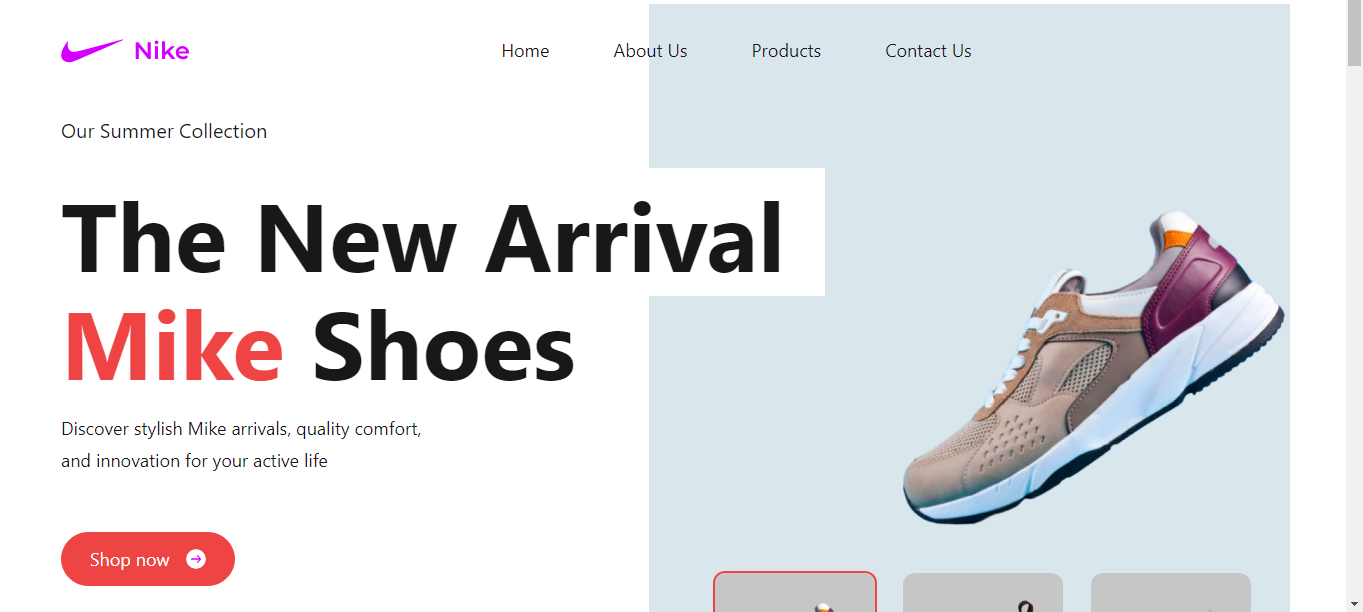 Nike
Home
About Us
Products
Contact Us
Our Summer Collection
The New Arrival
Mike Shoes
Discover stylish Mike arrivals, quality comfort,
and innovation for your active life
Shop now